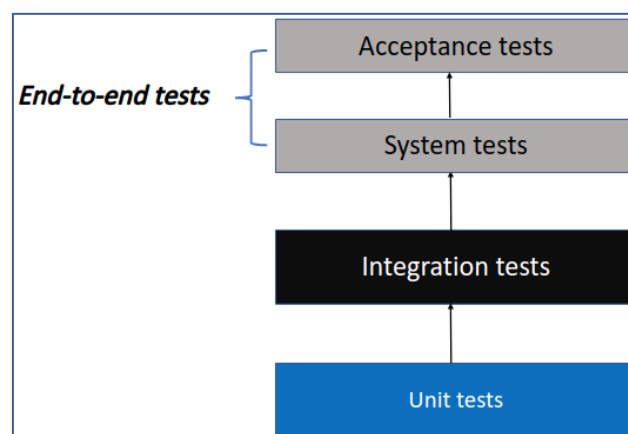 Acceptance tests
End-to-end tests
System tests
Integration tests
Unit tests